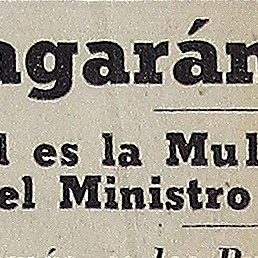 agarán
l es la Mul
el Ministro